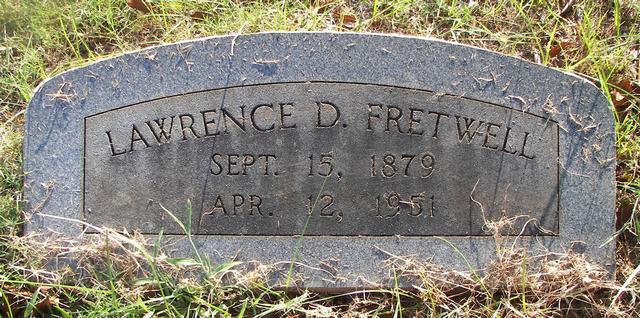 LAWRENCE D. FRETWELL
SEPT. 15, 1879
APR. 12, 1951